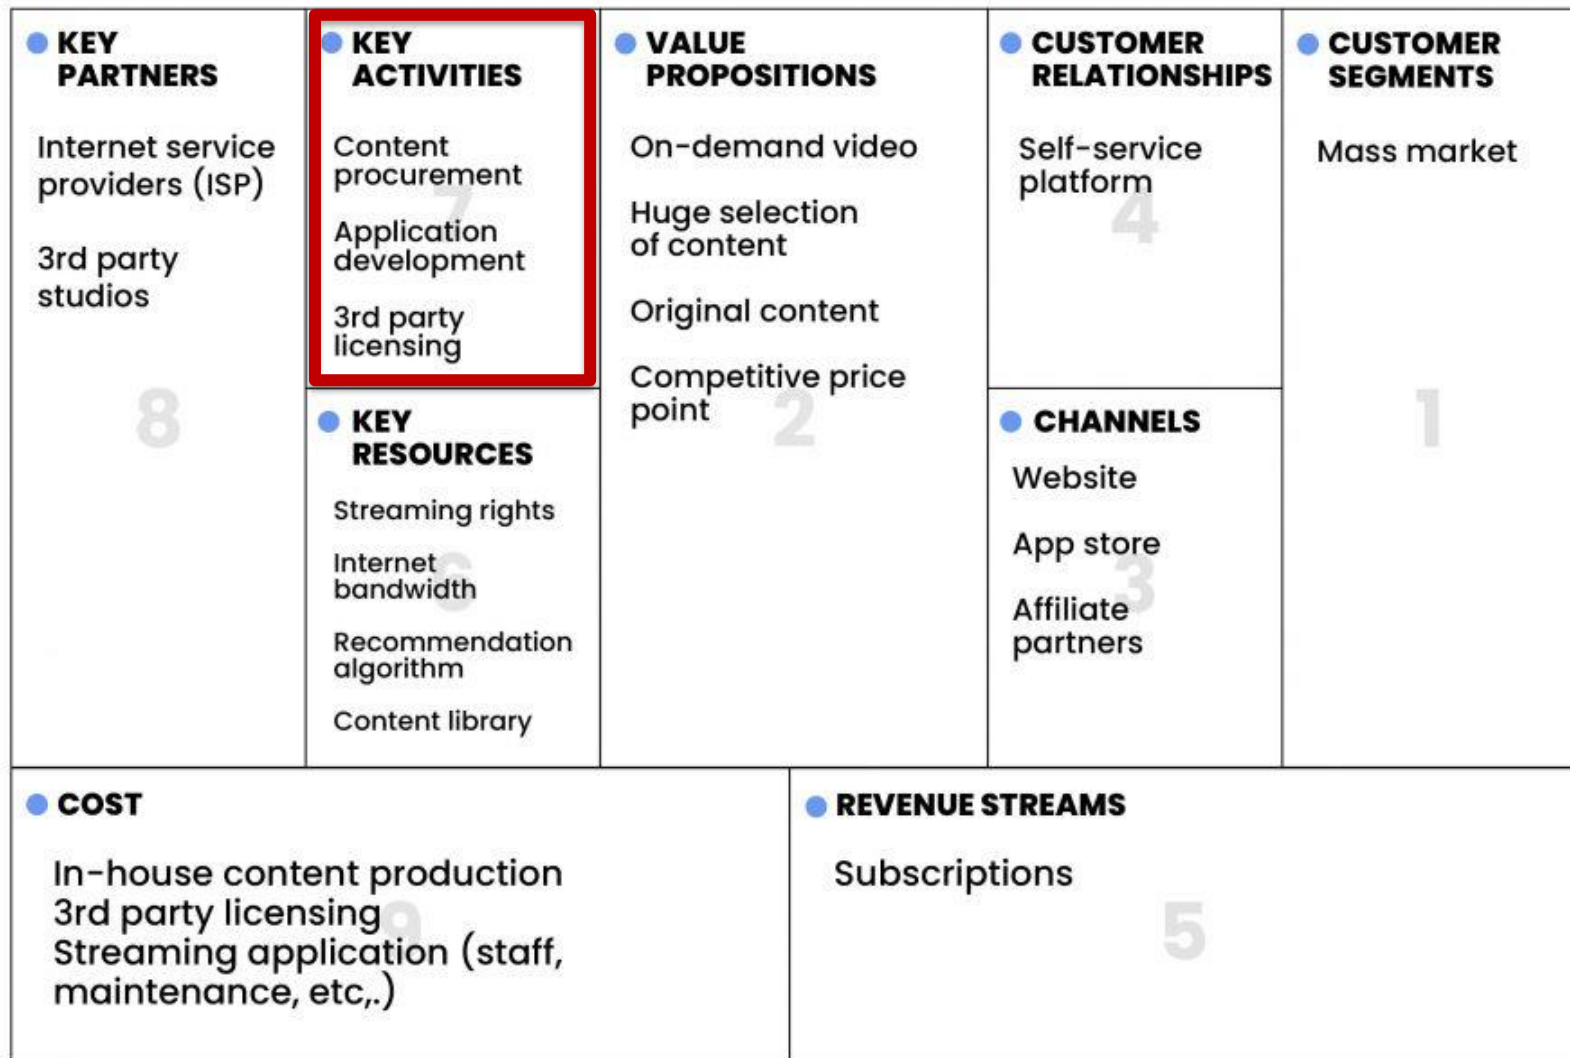 KEY
PARTNERS
Internet service
providers (ISP)
3rd party
studios
8
KEY
ACTIVITIES
Content
procurement
7
Application
development
3rd party
licensing
KEY
RESOURCES
Streaming rights
Internet
bandwidth
6
Recommendation
algorithm
Content library
VALUE
PROPOSITIONS
On-demand video
Huge selection
of content
Original content
Competitive price
point
2
CUSTOMER
RELATIONSHIPS
Self-service
platform
4
CHANNELS
Website
App store
3
Affiliate
partners
CUSTOMER
SEGMENTS
Mass market
1
COST
In-house content production
3rd party licensing
9
Streaming application (staff,
maintenance, etc,.)
REVENUE STREAMS
Subscriptions
5